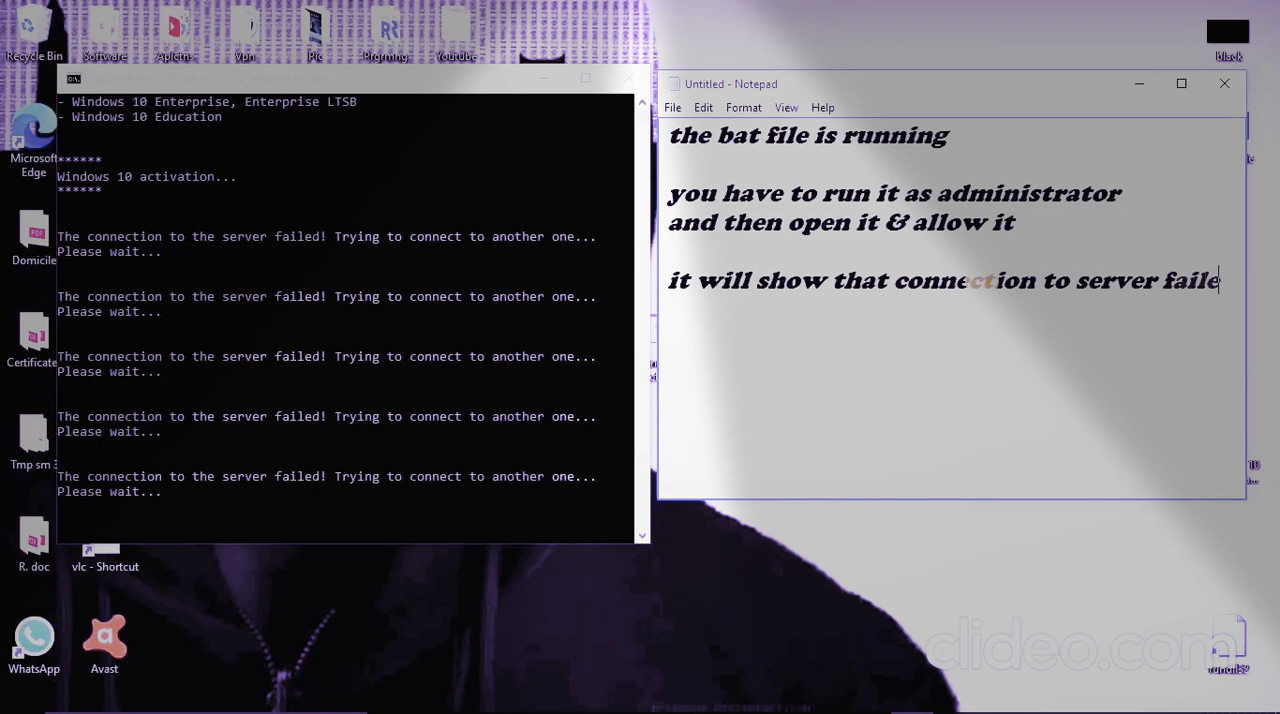 Recycle Bin
Software
Aplctns
Vpn
Pic
Prgrming
Youtube
black
Microsoft
Edge
Domicile
Certificate
Tmp sm
R. doc
vlc - Shortcut
WhatsApp
Avast
- Windows 10 Enterprise, Enterprise LTSB
- Windows 10 Education
******
Windows 10 activation...
******
The connection to the server failed! Trying to connect to another one...
Please wait...
The connection to the server failed! Trying to connect to another one...
Please wait...
The connection to the server failed! Trying to connect to another one...
Please wait...
The connection to the server failed! Trying to connect to another one...
Please wait...
The connection to the server failed! Trying to connect to another one...
Please wait...
Untitled - Notepad
File Edit Format View Help
the bat file is running
you have to run it as administrator
and then open it & allow it
it will show that connection to server faile
10
clideo.com